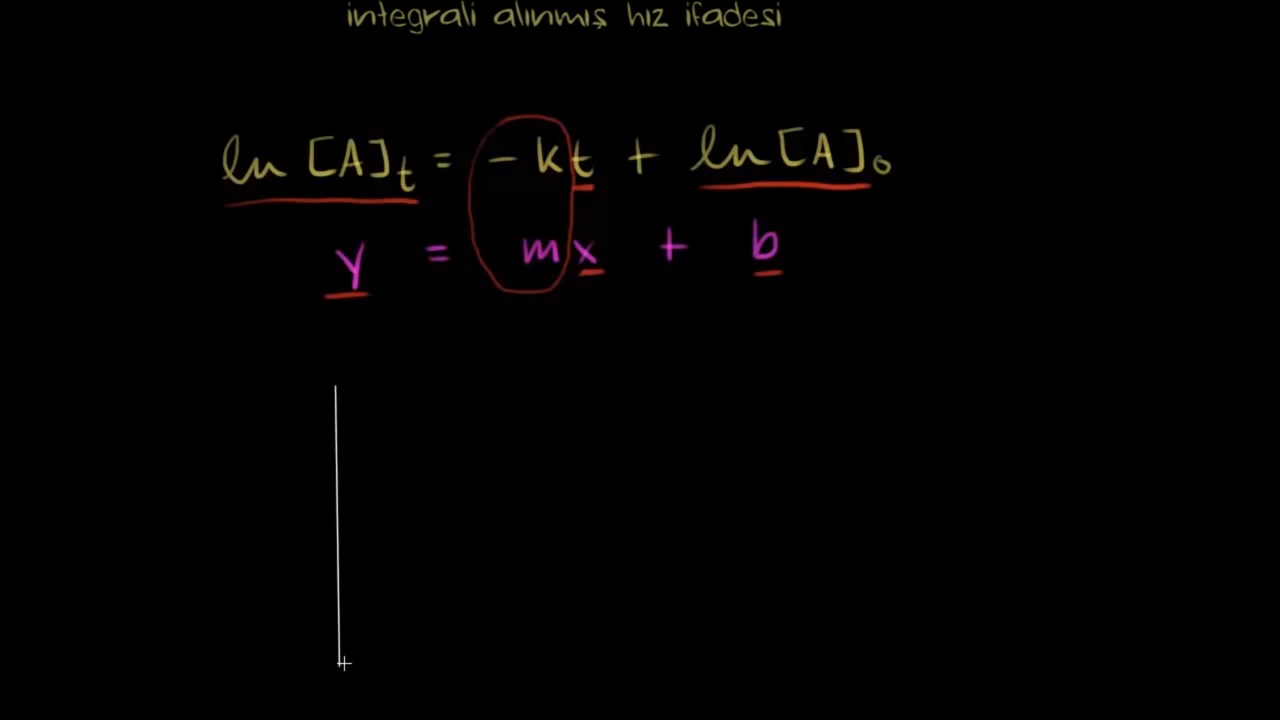 integrali alınmış hız ifadesi
ln [A]t = - kt + ln [A]0
y = mx + b